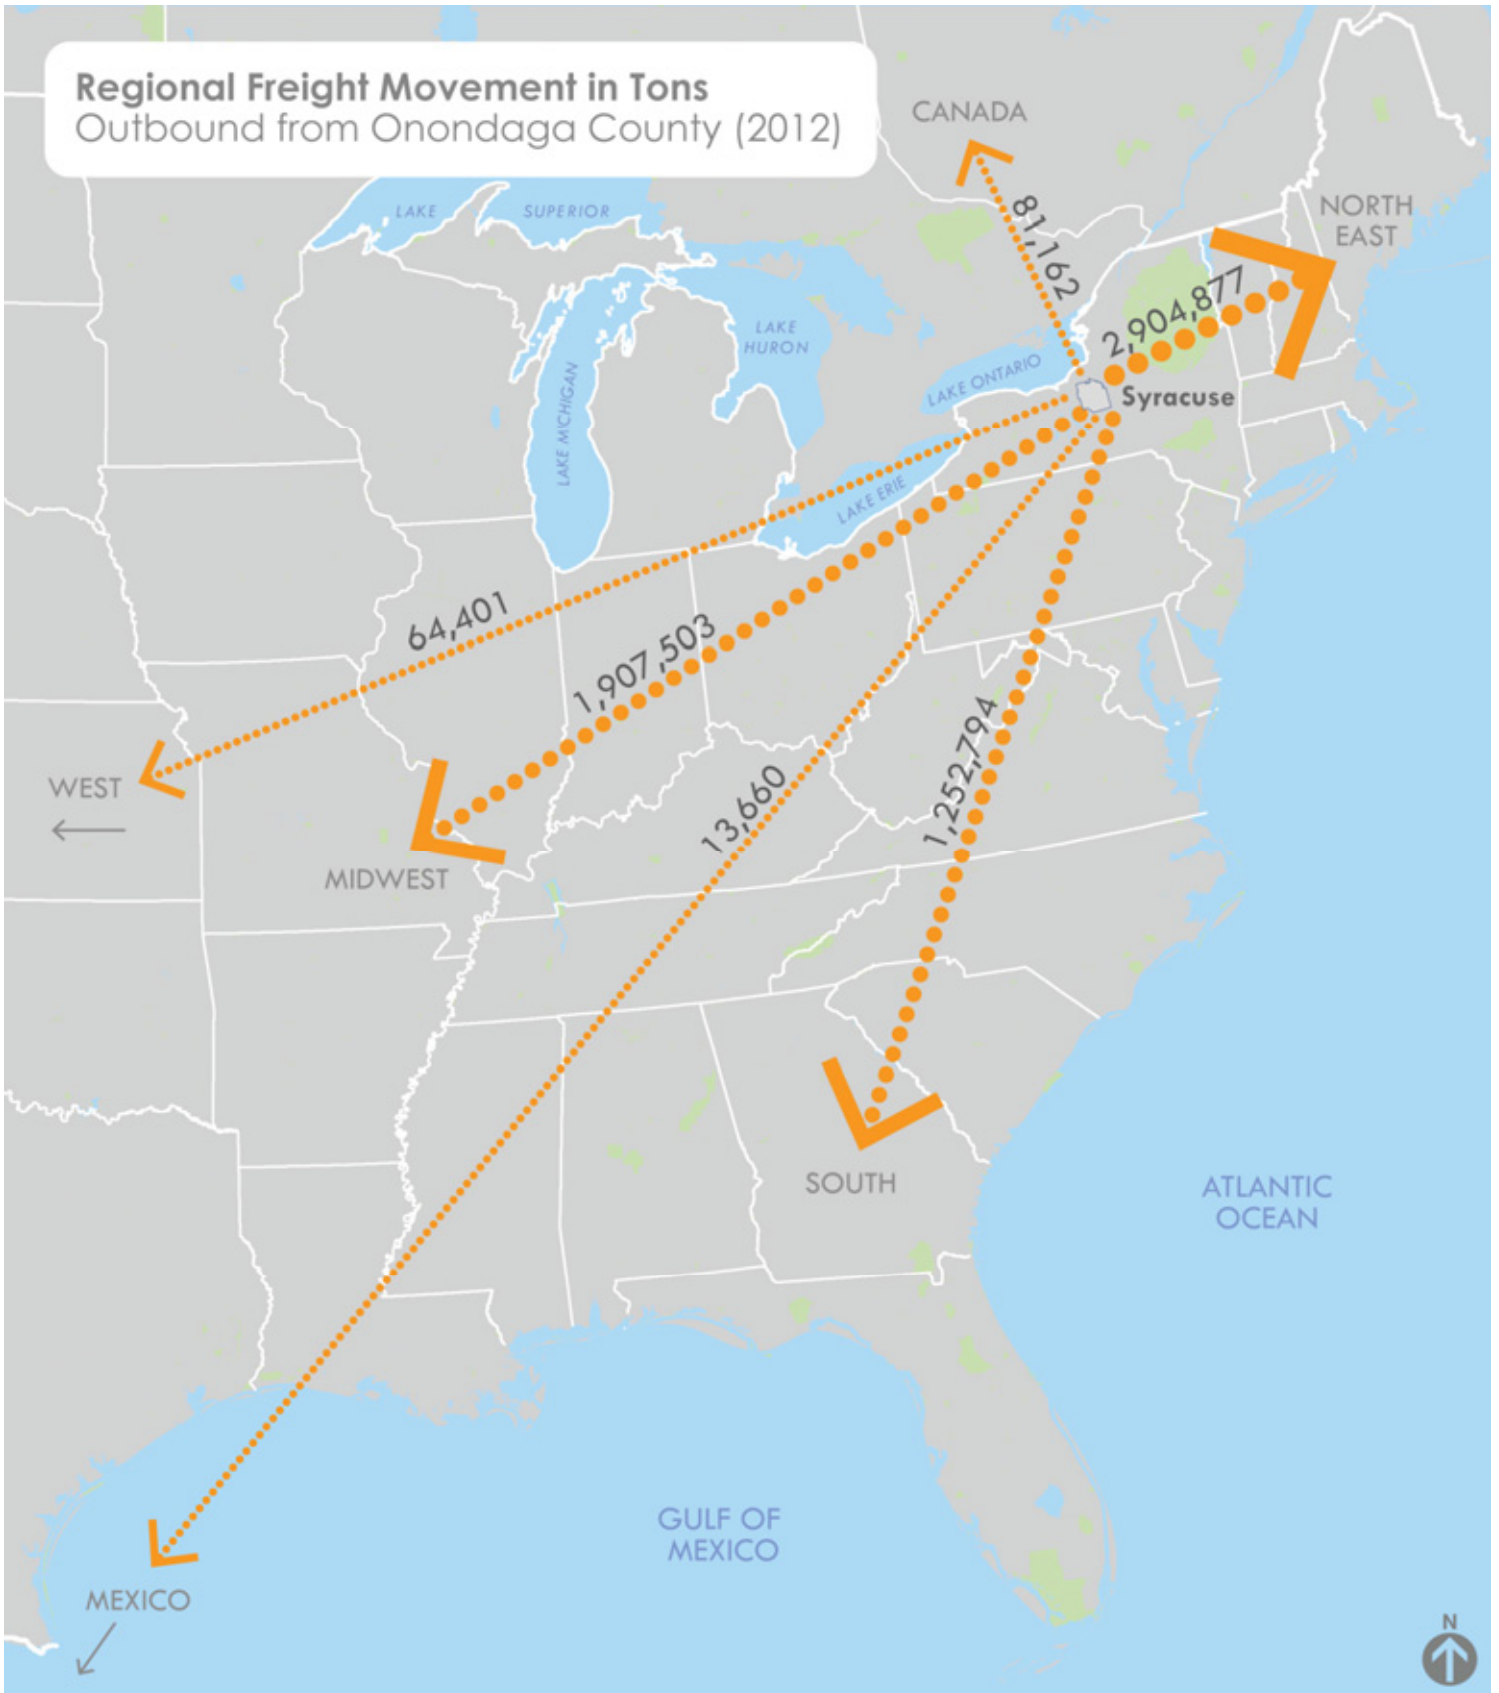 Regional Freight Movement in Tons
Outbound from Onondaga County (2012)
CANADA
81,162
NORTH
EAST
2,904,877
LAKE SUPERIOR
LAKE
HURON
LAKE MICHIGAN
LAKE ONTARIO
Syracuse
LAKE ERIE
64,401
1,907,503
13,660
1,252,794
WEST
MIDWEST
SOUTH
ATLANTIC
OCEAN
GULF OF
MEXICO
MEXICO
N